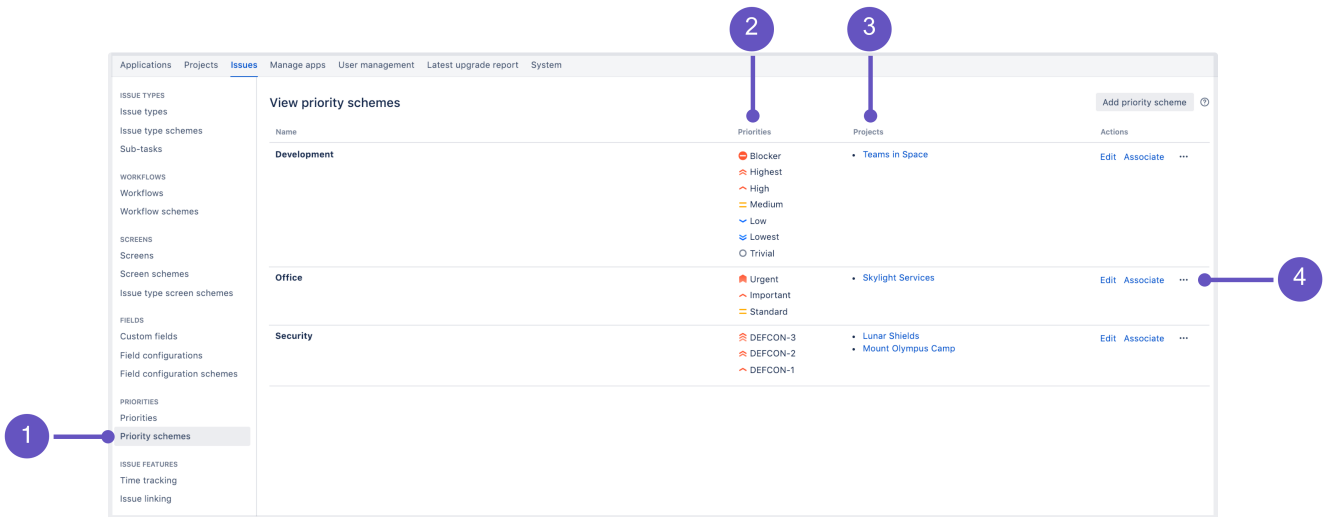 2
3
Applications Projects Issues Manage apps User management Latest upgrade report System
ISSUE TYPES
Issue types
Issue type schemes
Sub-tasks
WORKFLOWS
Workflows
Workflow schemes
SCREENS
Screens
Screen schemes
Issue type screen schemes
FIELDS
Custom fields
Field configurations
Field configuration schemes
PRIORITIES
Priorities
1
Priority schemes
ISSUE FEATURES
Time tracking
Issue linking
View priority schemes
Add priority scheme ?
Name Priorities Projects Actions
Development
Blocker
Highest
High
Medium
Low
Lowest
Trivial
• Teams in Space
Edit Associate ···
Office
Urgent
Important
Standard
• Skylight Services
Edit Associate ···
4
Security
DEFCON-3
DEFCON-2
DEFCON-1
• Lunar Shields
• Mount Olympus Camp
Edit Associate ···